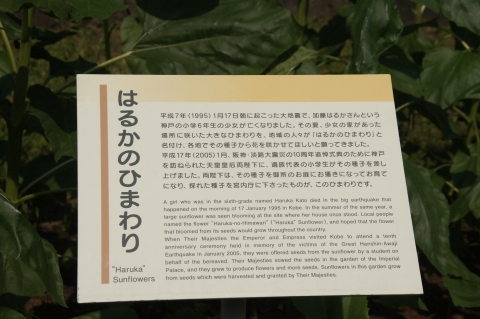 はるかのひまわり
"Haruka"
Sunflowers
平成7年(1995)1月17日朝に起こった大地震で、加藤はるかさんという
神戸の小学6年生の少女が亡くなりました。その夏、少女の家があった
場所に咲いた大きなひまわりを、地域の人々が「はるかのひまわり」と
名付け、各地でその種子から花を咲かせてほしいと願ってきました。
平成17年(2005)1月、阪神・淡路大震災の10周年追悼式典のために神戸
を訪ねられた天皇皇后両陛下に、遺族代表の小学生がその種子を差し
上げました。両陛下は、その種子を御所のお庭にお播きになってお育て
になり、採れた種子を宮内庁に下さったものが、このひまわりです。
A girl who was in the sixth-grade named Haruka Kato died in the big earthquake that
happened on the morning of 17 January 1995 in Kobe. In the summer of the same year, a
large sunflower was seen blooming at the site where her house once stood. Local people
named the flower "Haruka-no-Himawari" ("Haruka" Sunflower), and hoped that the flower
that bloomed from its seeds would grow throughout the country.
When Their Majesties the Emperor and Empress visited Kobe to attend a tenth
anniversary ceremony held in memory of the victims of the Great Hanshin-Awaji
Earthquake in January 2005, they were offered seeds from the sunflower by a student on
behalf of the bereaved. Their Majesties sowed the seeds in the garden of the Imperial
Palace, and they grew to produce flowers and more seeds. Sunflowers in this garden grow
from seeds which were harvested and granted by Their Majesties.